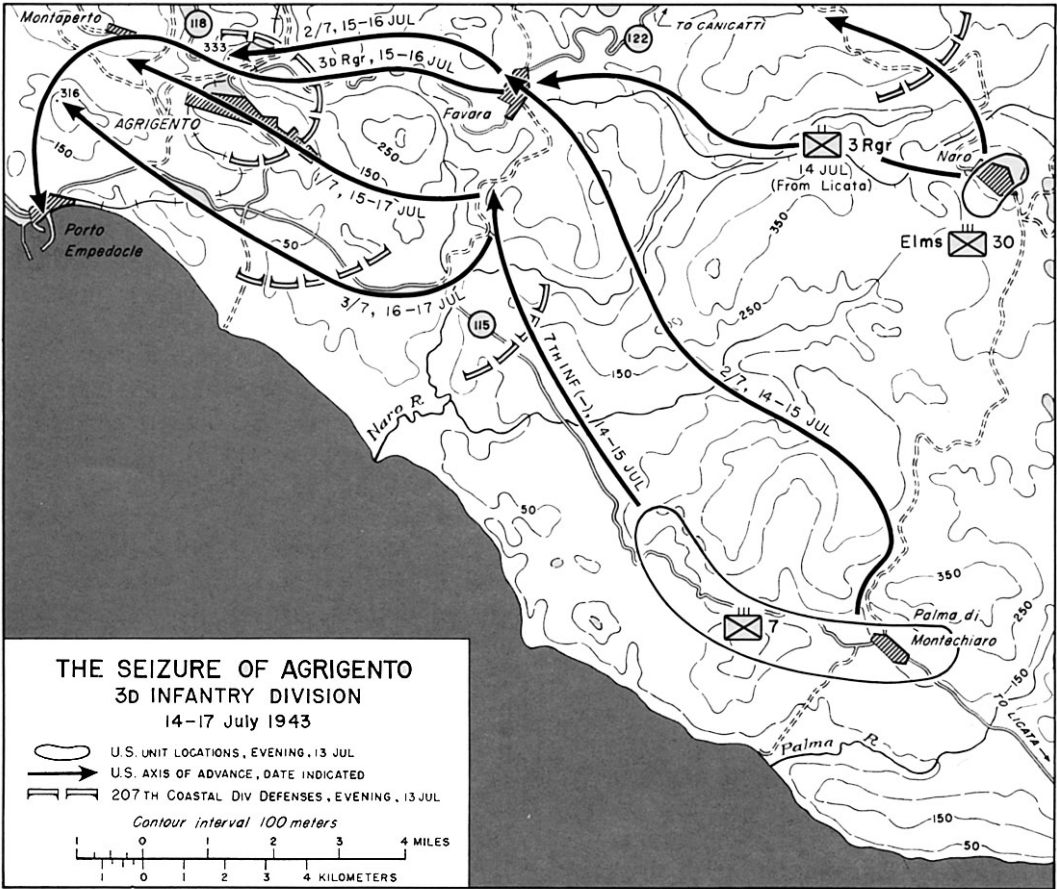 Montaperto
118
2/7, 15-16 JUL
122
TO CANICATTI
333
3D Rgr, 15-16 JUL
316
AGRIGENTO
Favara
250
3 Rgr
14 JUL
(From Licata)
Naro
150
150
1/7, 15-17 JUL
350
Elms
30
Porto
Empedocle
50
3/7, 16-17 JUL
250
115
150
7TH INF (-), 14-15 JUL
2/7, 14-15 JUL
Naro R.
50
350
250
7
Palma di
Montechiaro
150
TO LICATA
Palma R.
150
50
THE SEIZURE OF AGRIGENTO
3D INFANTRY DIVISION
14-17 July 1943
U.S. UNIT LOCATIONS, EVENING, 13 JUL
U.S. AXIS OF ADVANCE, DATE INDICATED
207TH COASTAL DIV DEFENSES, EVENING, 13 JUL
Contour interval 100 meters
1 0 1 2 3 4 MILES
1 0 1 2 3 4 KILOMETERS